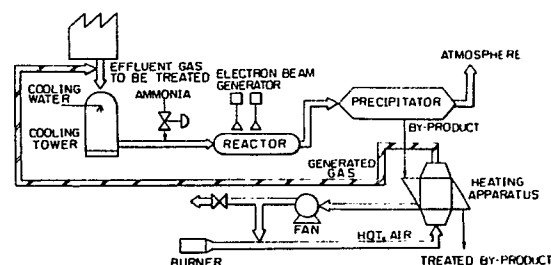 EFFLUENT GAS
TO BE TREATED
COOLING
WATER
COOLING
TOWER
AMMONIA
ELECTRON BEAM
GENERATOR
REACTOR
PRECIPITATOR
ATMOSPHERE
BY-PRODUCT
GENERATED
GAS
HEATING
APPARATUS
FAN
HOT AIR
BURNER
TREATED BY-PRODUCT